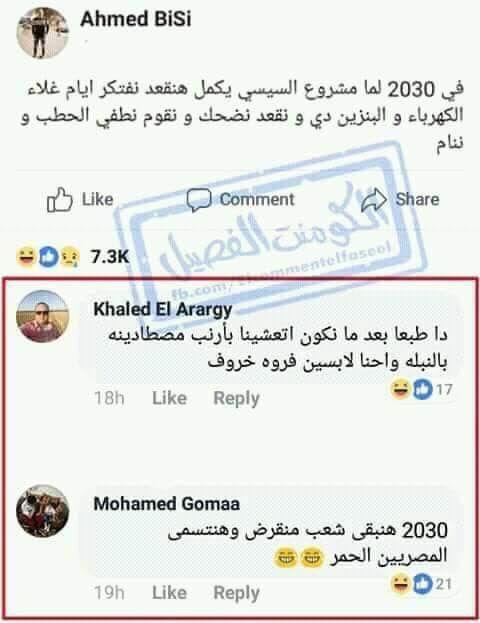 Ahmed BiSi
في 2030 لما مشروع السيسي يكمل هنقعد نفتكر ايام غلاء
الكهرباء و البنزين دي و نقعد نضحك و نقوم نطفي الحطب و
ننام
Like
Comment
Share
الكومنت الفصيل
fb.com/Elkommentelfaseel
7.3K
Khaled El Arargy
دا طبعا بعد ما نكون اتعشينا بأرنب مصطادينه
بالنبله واحنا لابسين فروه خروف
17
18h Like Reply
Mohamed Gomaa
2030 هنبقى شعب منقرض وهنتسمى
المصريين الحمر 😂😂
21
19h Like Reply